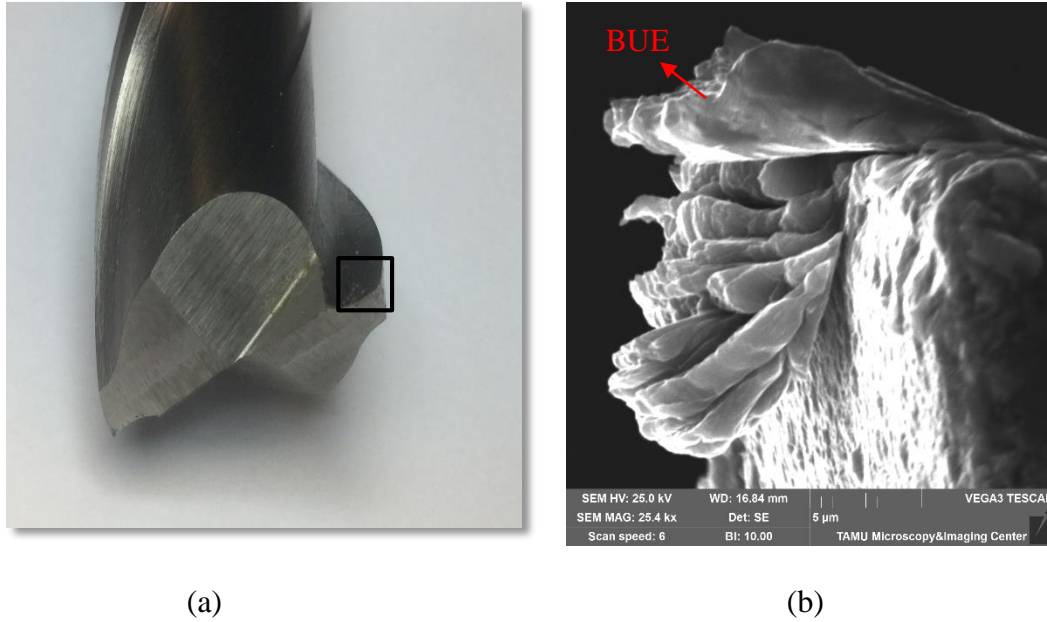 BUE
SEM HV: 25.0 kV WD: 16.84 mm VEGA3 TESCA
SEM MAG: 25.4 kx Det: SE 5 µm
Scan speed: 6 BI: 10.00 TAMU Microscopy&Imaging Center
(a) (b)